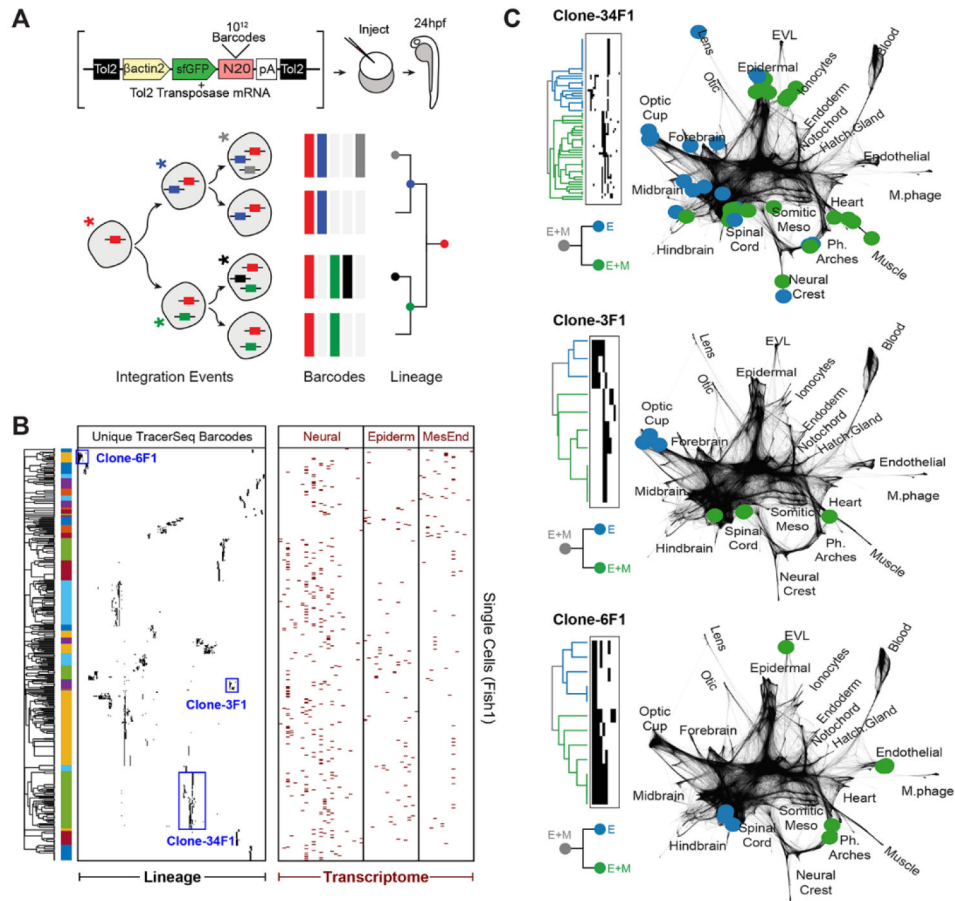 A
10¹² Barcodes
Tol2
βactin2
sfGFP
N20
pA
Tol2
+
Tol2 Transposase mRNA
Inject
24hpf
*
*
*
*
*
Integration Events
Barcodes
Lineage
B
Unique TracerSeq Barcodes
Neural
Epiderm
MesEnd
Clone-6F1
Clone-3F1
Clone-34F1
Single Cells (Fish1)
Lineage
Transcriptome
C
Clone-34F1
E+M
E
E+M
Lens
Otic
EVL
Epidermal
Ionocytes
Blood
Endoderm
Notochord
Hatch.Gland
Optic
Cup
Forebrain
Endothelial
M.phage
Midbrain
Hindbrain
Spinal
Cord
Somitic
Meso
Heart
Ph.
Arches
Muscle
Neural
Crest
Clone-3F1
E+M
E
E+M
Lens
Otic
EVL
Epidermal
Ionocytes
Blood
Endoderm
Notochord
Hatch.Gland
Optic
Cup
Forebrain
Endothelial
M.phage
Midbrain
Hindbrain
Spinal
Cord
Somitic
Meso
Heart
Ph.
Arches
Muscle
Neural
Crest
Clone-6F1
E+M
E
E+M
Lens
Otic
EVL
Epidermal
Ionocytes
Blood
Endoderm
Notochord
Hatch.Gland
Optic
Cup
Forebrain
Endothelial
M.phage
Midbrain
Hindbrain
Spinal
Cord
Somitic
Meso
Heart
Ph.
Arches
Muscle
Neural
Crest